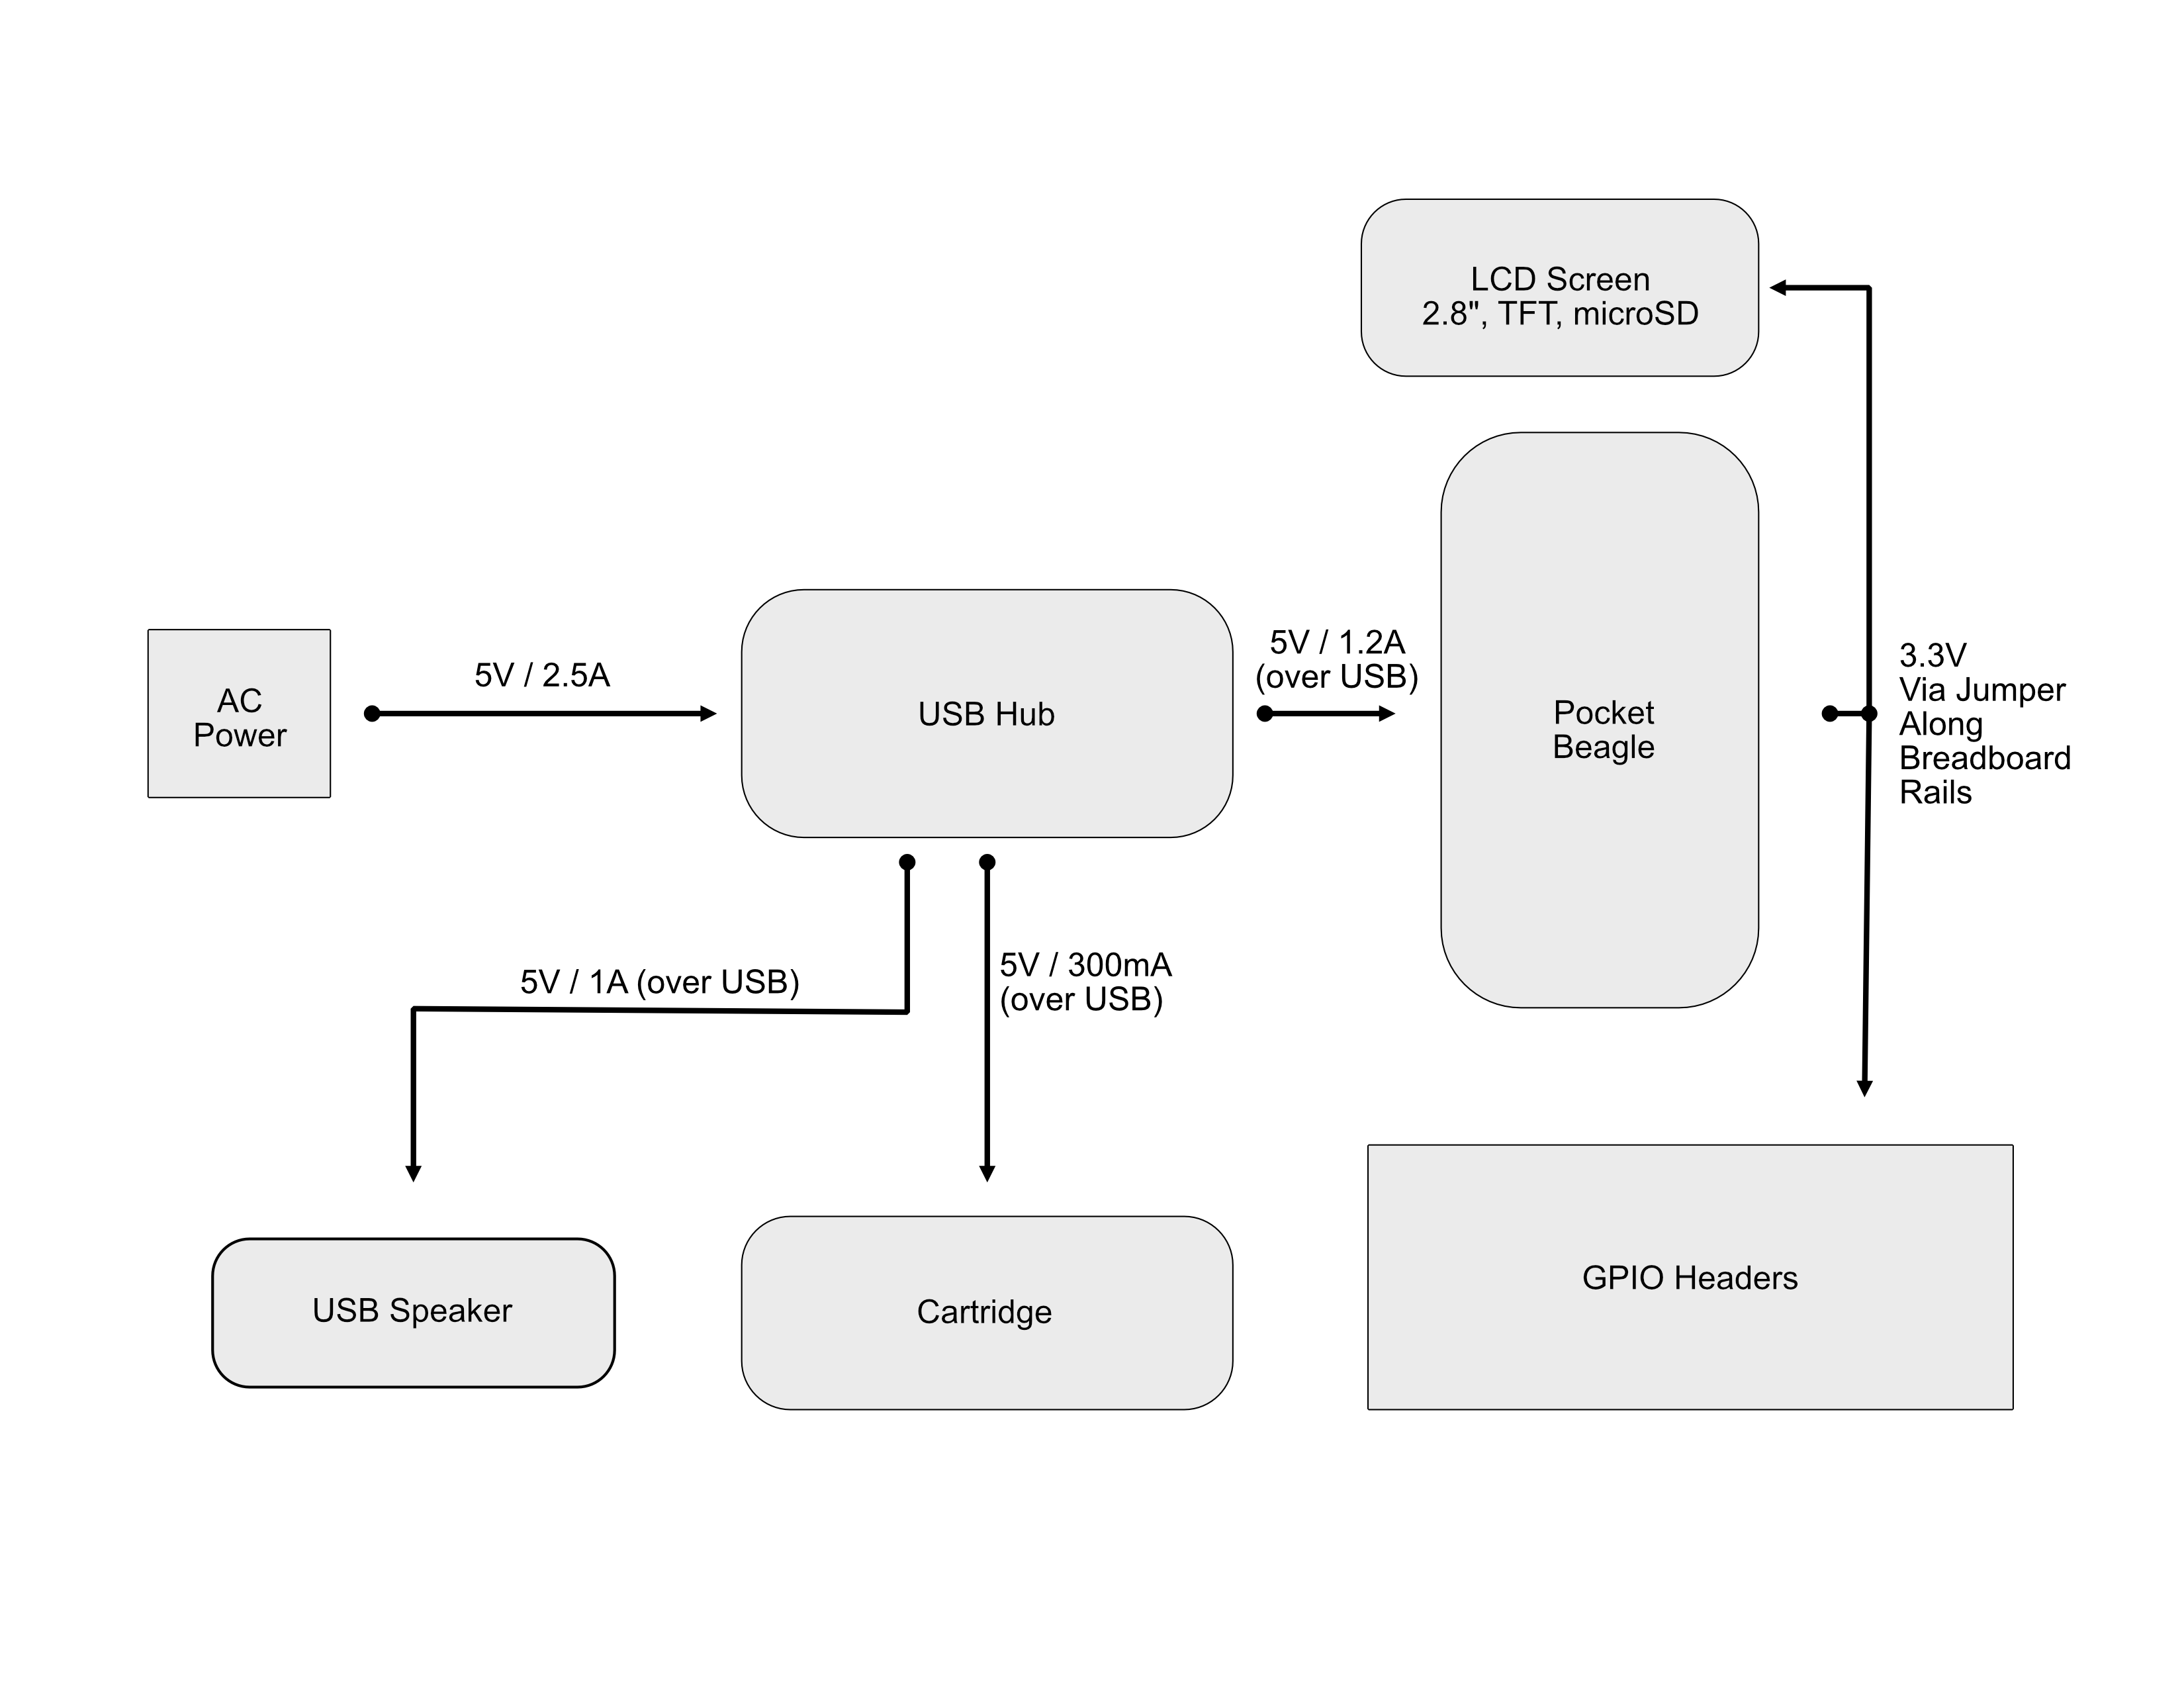 LCD Screen
2.8", TFT, microSD
AC
Power
5V / 2.5A
USB Hub
5V / 1.2A
(over USB)
Pocket
Beagle
3.3V
Via Jumper
Along
Breadboard
Rails
5V / 1A (over USB)
5V / 300mA
(over USB)
USB Speaker
Cartridge
GPIO Headers